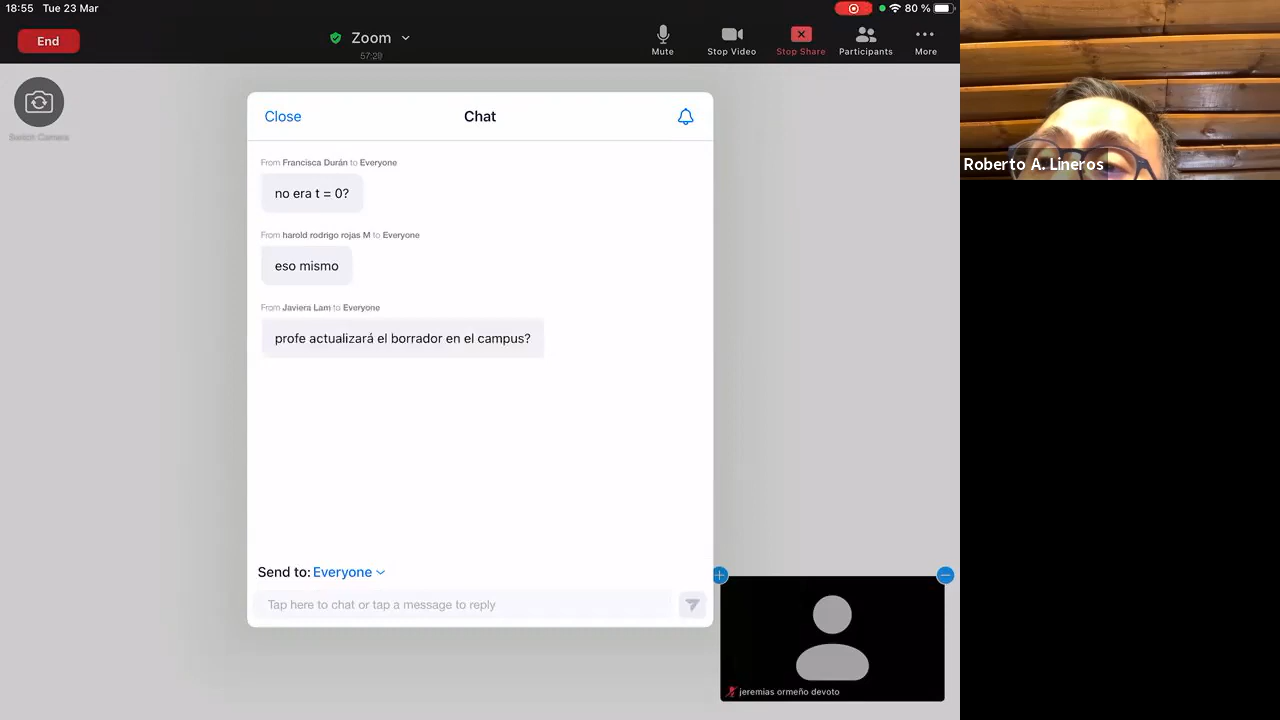 18:55 Tue 23 Mar
80 %
End
Zoom
57:29
Mute
Stop Video
Stop Share
Participants
More
Switch Camera
Close
Chat
From Francisca Durán to Everyone
no era t = 0?
From harold rodrigo rojas M to Everyone
eso mismo
From Javiera Lam to Everyone
profe actualizará el borrador en el campus?
Send to: Everyone
Tap here to chat or tap a message to reply
jeremias ormeño devoto
Roberto A. Lineros